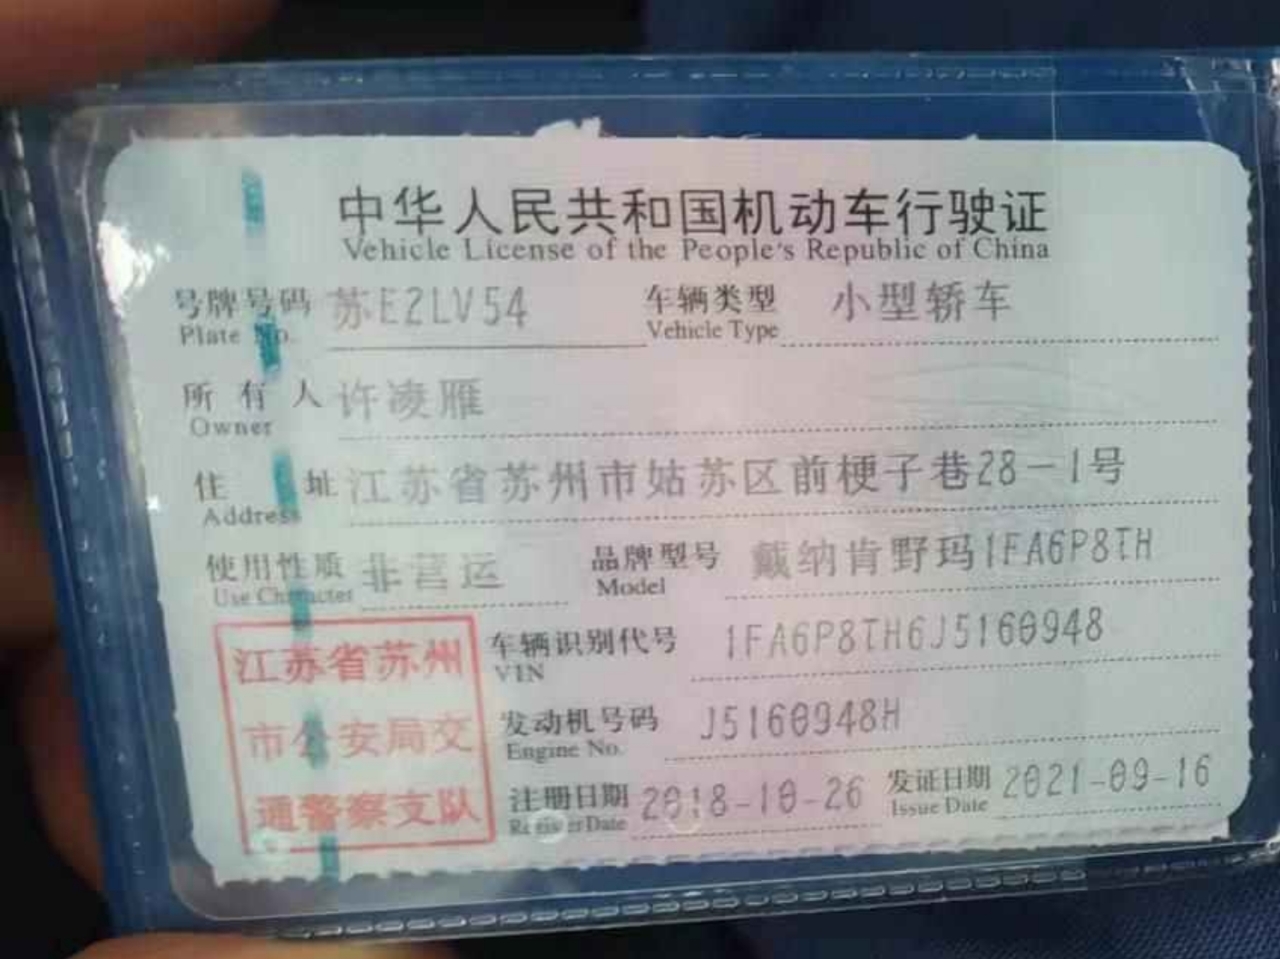 中华人民共和国机动车行驶证
Vehicle License of the People's Republic of China
号牌号码 苏E2LV54 车辆类型 小型轿车
Plate No. Vehicle Type
所有人 许凌雁
Owner
住址 江苏省苏州市姑苏区前梗子巷28-1号
Address
使用性质 非营运 品牌型号 戴纳肯野玛1FA6P8TH
Use Character Model
江苏省苏州 车辆识别代号 1FA6P8TH6J5160948
VIN
市公安局交 发动机号码 J5160948H
Engine No.
通警察支队 注册日期 2018-10-26 发证日期 2021-09-16
Register Date Issue Date